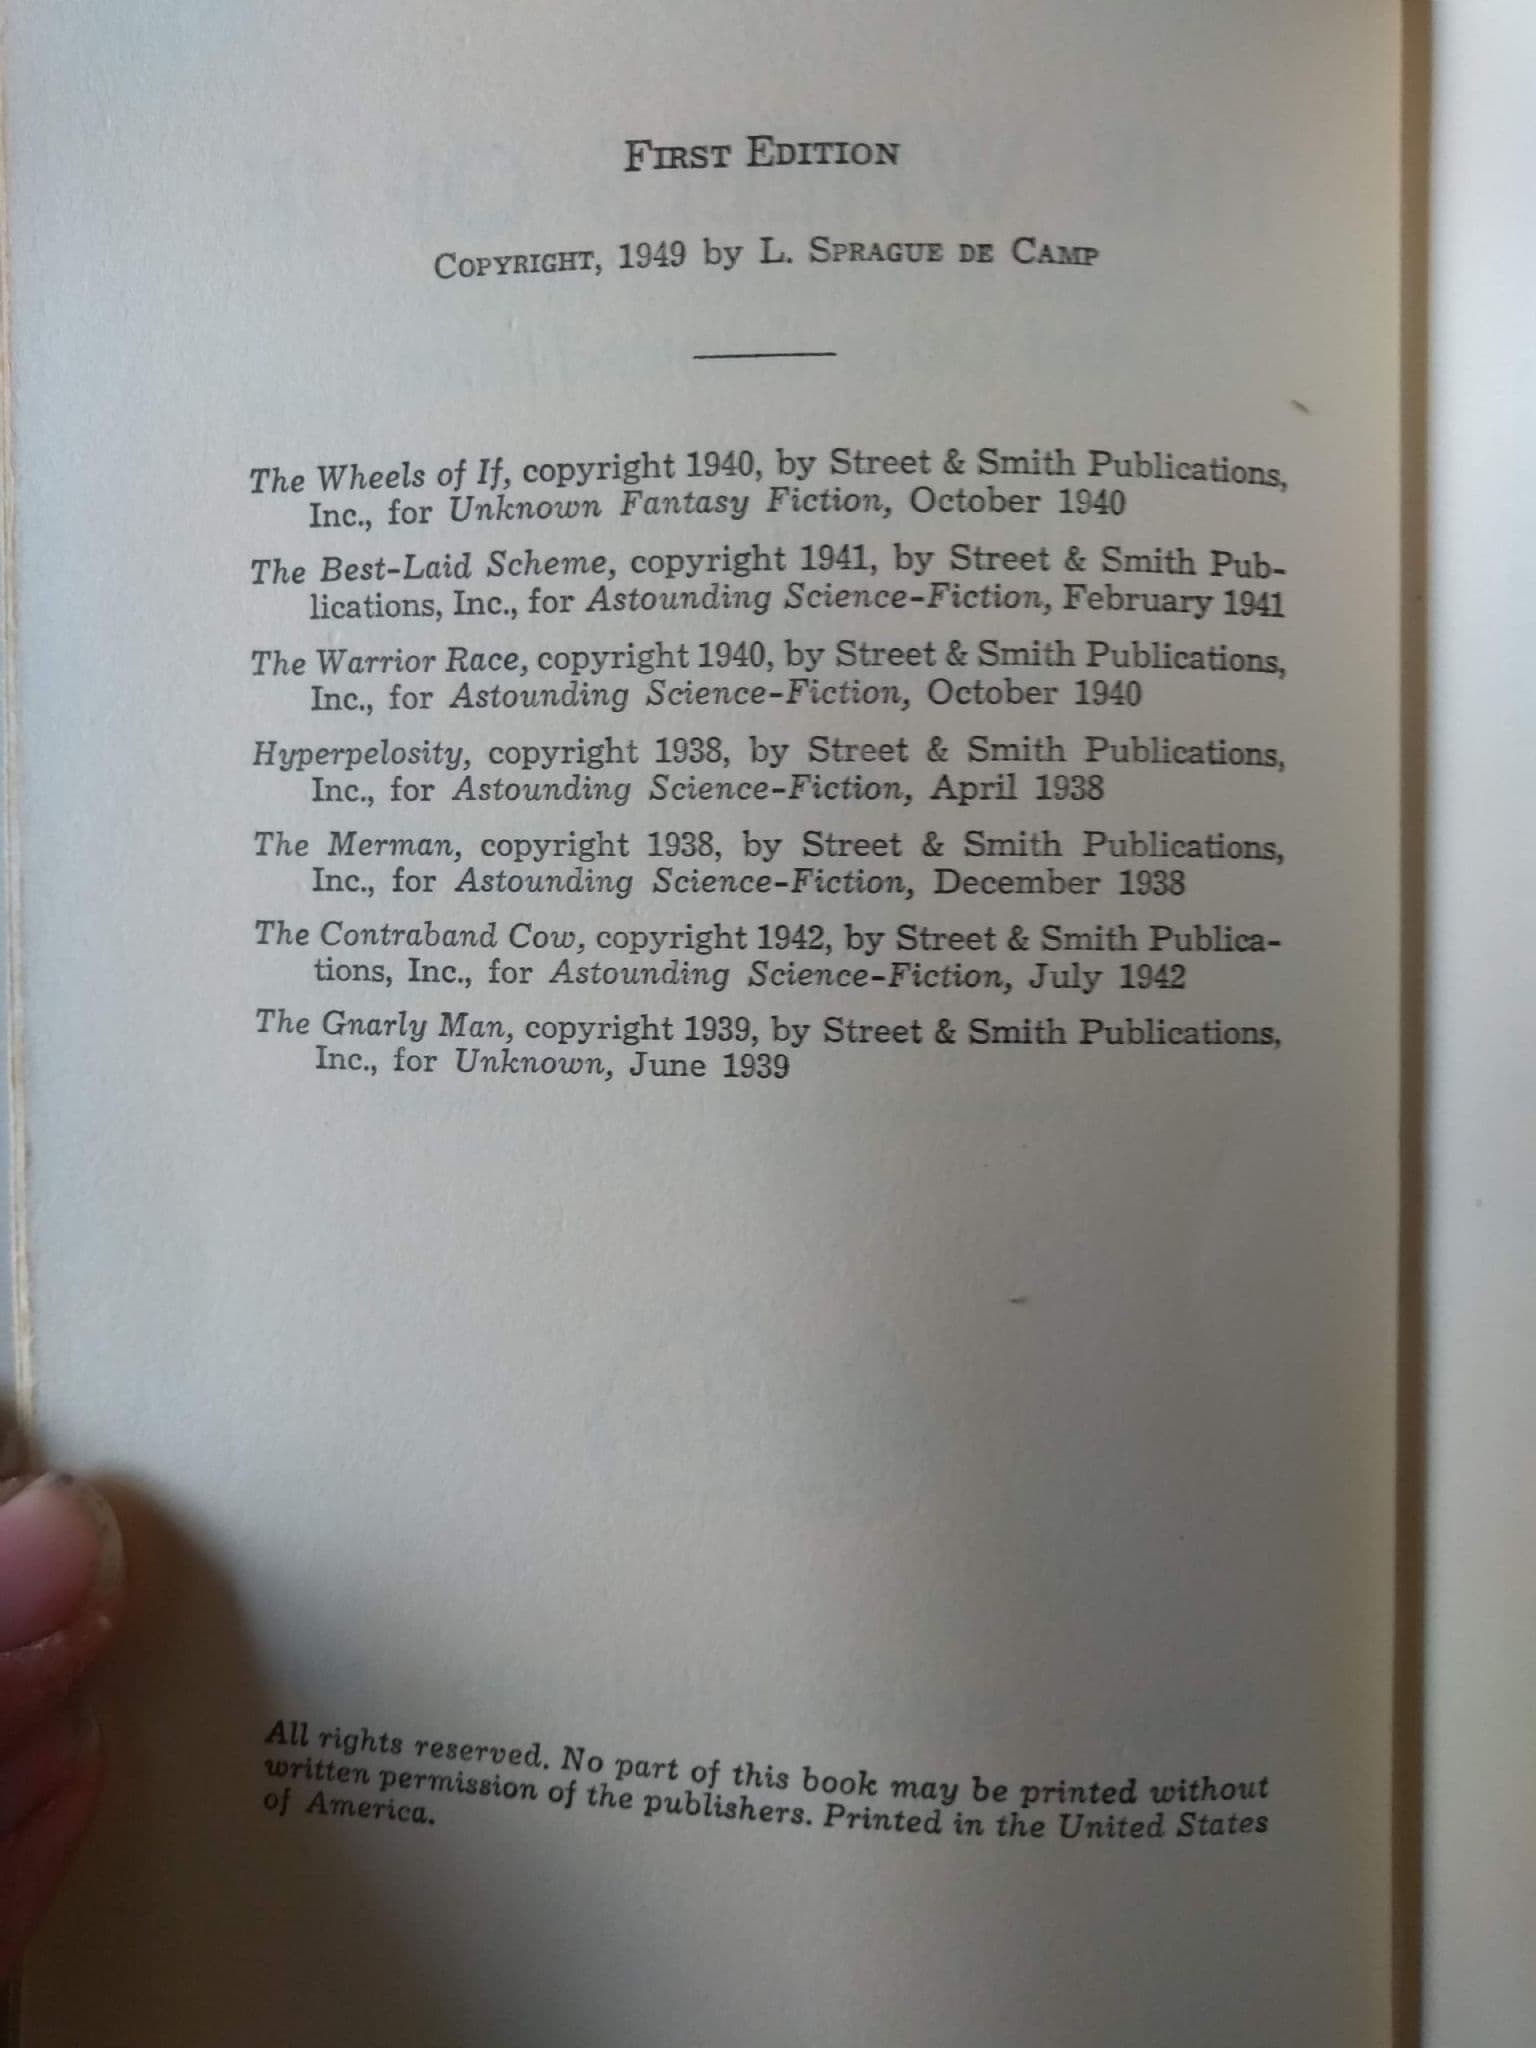 First Edition
Copyright, 1949 by L. Sprague de Camp
The Wheels of If, copyright 1940, by Street & Smith Publications,
Inc., for Unknown Fantasy Fiction, October 1940
The Best-Laid Scheme, copyright 1941, by Street & Smith Pub-
lications, Inc., for Astounding Science-Fiction, February 1941
The Warrior Race, copyright 1940, by Street & Smith Publications,
Inc., for Astounding Science-Fiction, October 1940
Hyperpelosity, copyright 1938, by Street & Smith Publications,
Inc., for Astounding Science-Fiction, April 1938
The Merman, copyright 1938, by Street & Smith Publications,
Inc., for Astounding Science-Fiction, December 1938
The Contraband Cow, copyright 1942, by Street & Smith Publica-
tions, Inc., for Astounding Science-Fiction, July 1942
The Gnarly Man, copyright 1939, by Street & Smith Publications,
Inc., for Unknown, June 1939
All rights reserved. No part of this book may be printed without
written permission of the publishers. Printed in the United States
of America.